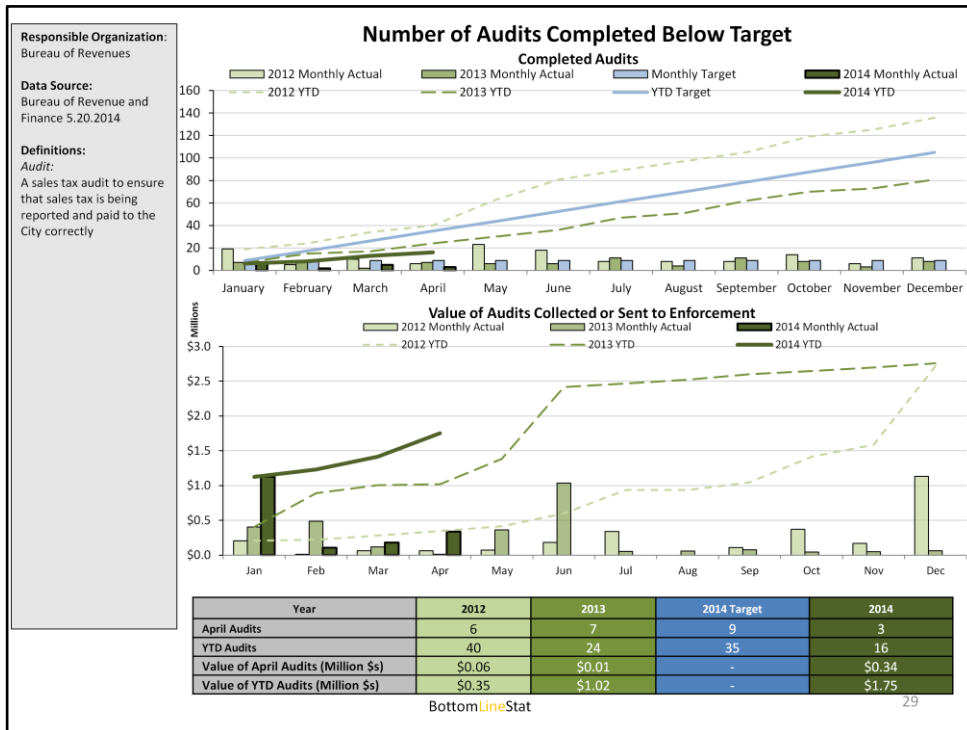 Responsible Organization:
Bureau of Revenues
Data Source:
Bureau of Revenue and
Finance 5.20.2014
Definitions:
Audit:
A sales tax audit to ensure
that sales tax is being
reported and paid to the
City correctly
Number of Audits Completed Below Target
Completed Audits
2012 Monthly Actual 2013 Monthly Actual Monthly Target 2014 Monthly Actual
2012 YTD 2013 YTD YTD Target 2014 YTD
160
140
120
100
80
60
40
20
0
January February March April May June July August September October November December
Value of Audits Collected or Sent to Enforcement
Millions
2012 Monthly Actual 2013 Monthly Actual 2014 Monthly Actual
2012 YTD 2013 YTD 2014 YTD
$3.0
$2.5
$2.0
$1.5
$1.0
$0.5
$0.0
Jan Feb Mar Apr May Jun Jul Aug Sep Oct Nov Dec
Year 2012 2013 2014 Target 2014
April Audits 6 7 9 3
YTD Audits 40 24 35 16
Value of April Audits (Million $s) $0.06 $0.01 - $0.34
Value of YTD Audits (Million $s) $0.35 $1.02 - $1.75
BottomLineStat
29